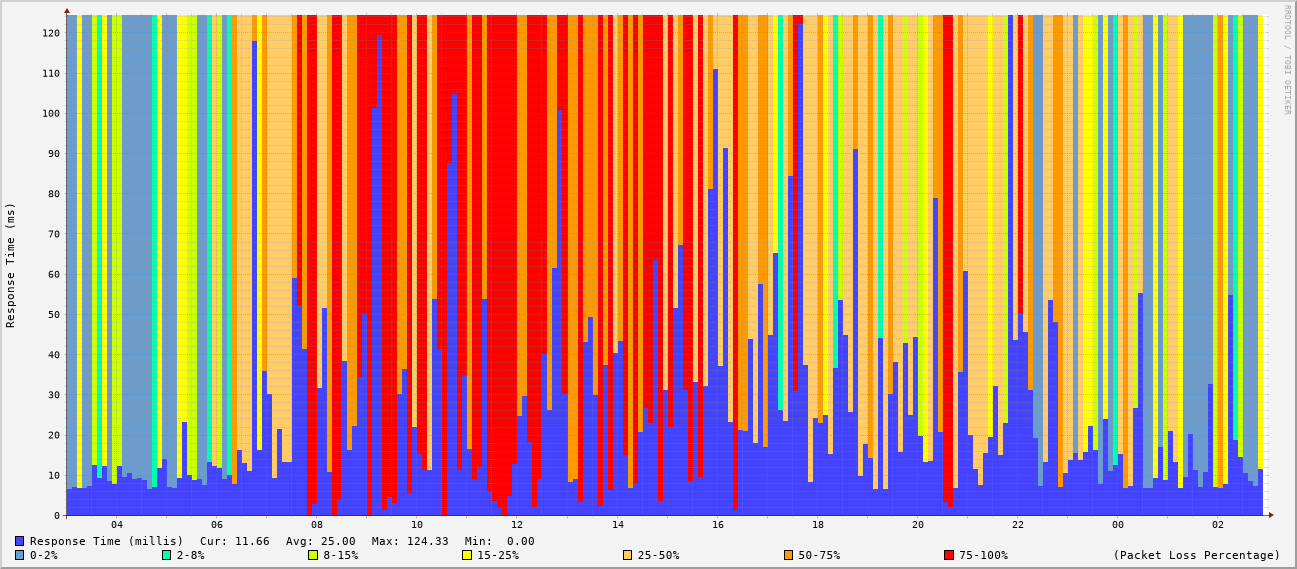 RRDTOOL / TOBI OETIKER
Response Time (ms)
120
110
100
90
80
70
60
50
40
30
20
10
0
04 06 08 10 12 14 16 18 20 22 00 02
Response Time (millis) Cur: 11.66 Avg: 25.00 Max: 124.33 Min: 0.00
0-2% 2-8% 8-15% 15-25% 25-50% 50-75% 75-100% (Packet Loss Percentage)